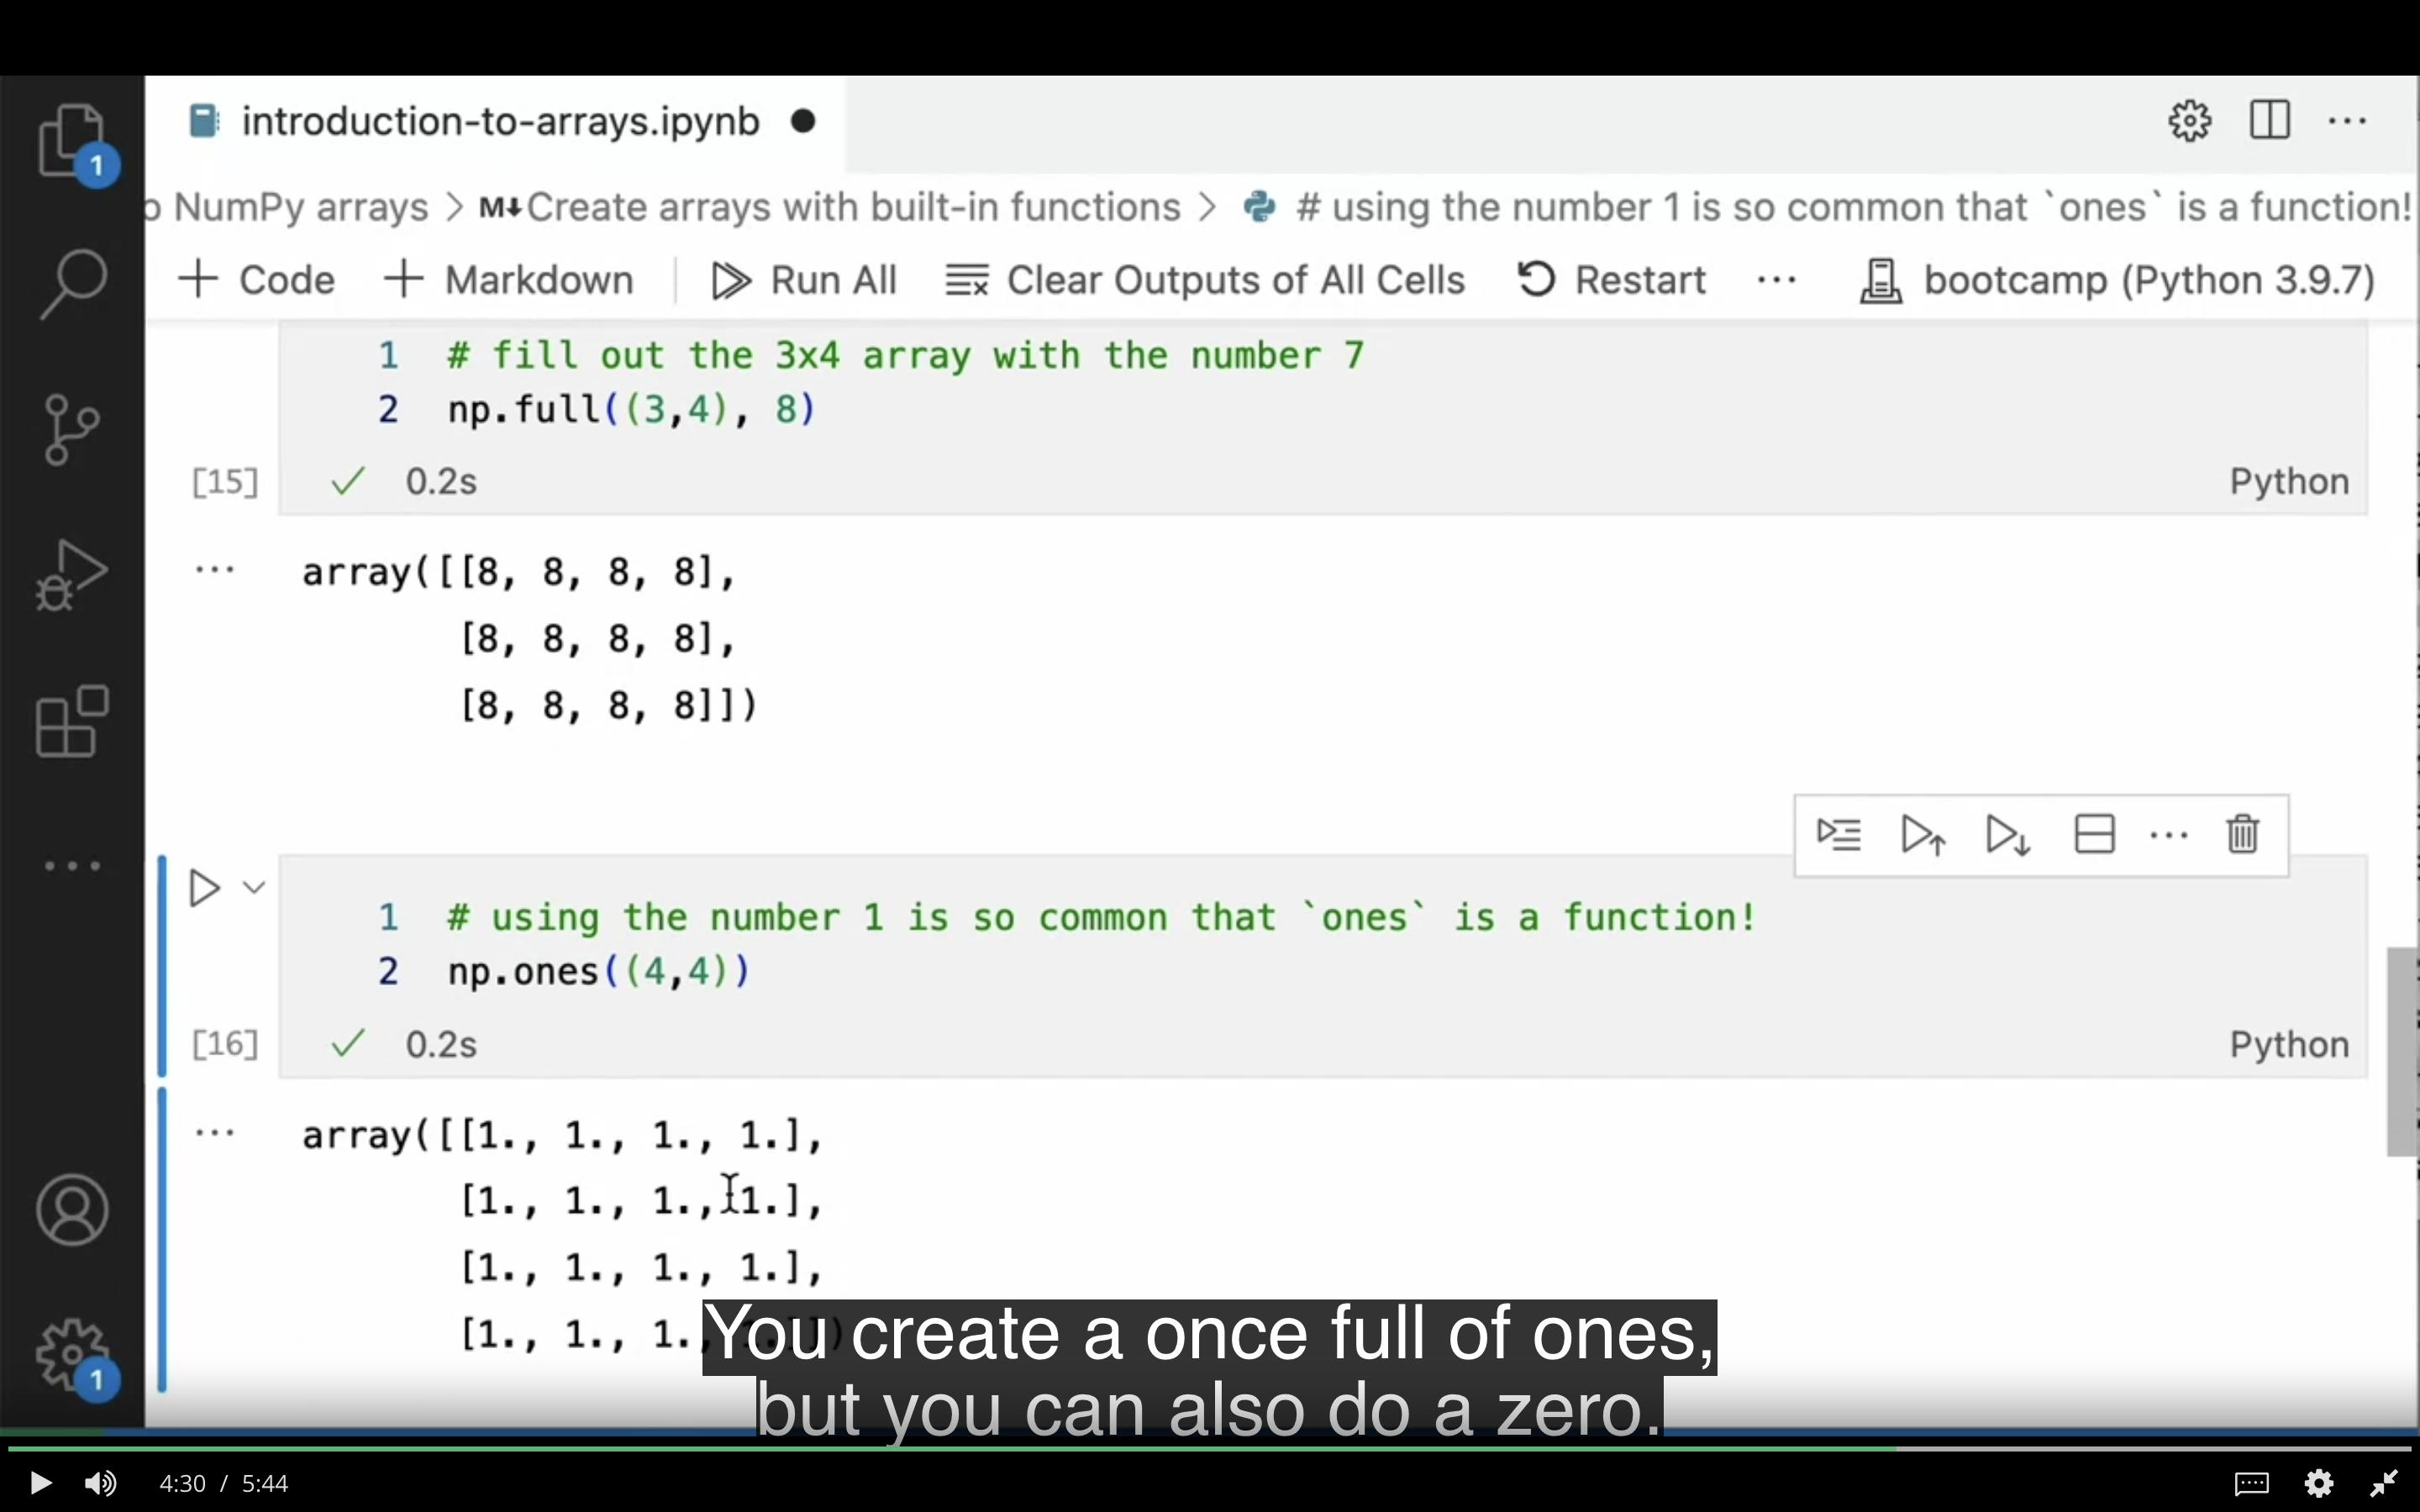 introduction-to-arrays.ipynb
1
o NumPy arrays > M↓ Create arrays with built-in functions > # using the number 1 is so common that `ones` is a function!
+ Code + Markdown Run All Clear Outputs of All Cells Restart ... bootcamp (Python 3.9.7)
1 # fill out the 3x4 array with the number 7
2 np.full((3,4), 8)
[15] ✓ 0.2s Python
... array([[8, 8, 8, 8],
[8, 8, 8, 8],
[8, 8, 8, 8]])
1 # using the number 1 is so common that `ones` is a function!
2 np.ones((4,4))
[16] ✓ 0.2s Python
... array([[1., 1., 1., 1.],
[1., 1., 1., 1.],
[1., 1., 1., 1.],
[1., 1., 1.,
1
You create a once full of ones,
but you can also do a zero.
4:30 / 5:44